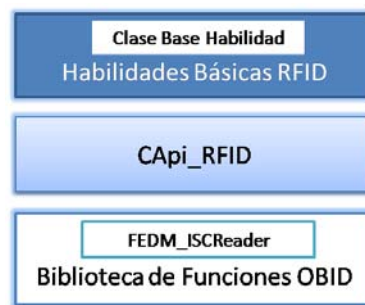 Clase Base Habilidad
Habilidades Básicas RFID
CApi_RFID
FEDM_ISCReader
Biblioteca de Funciones OBID